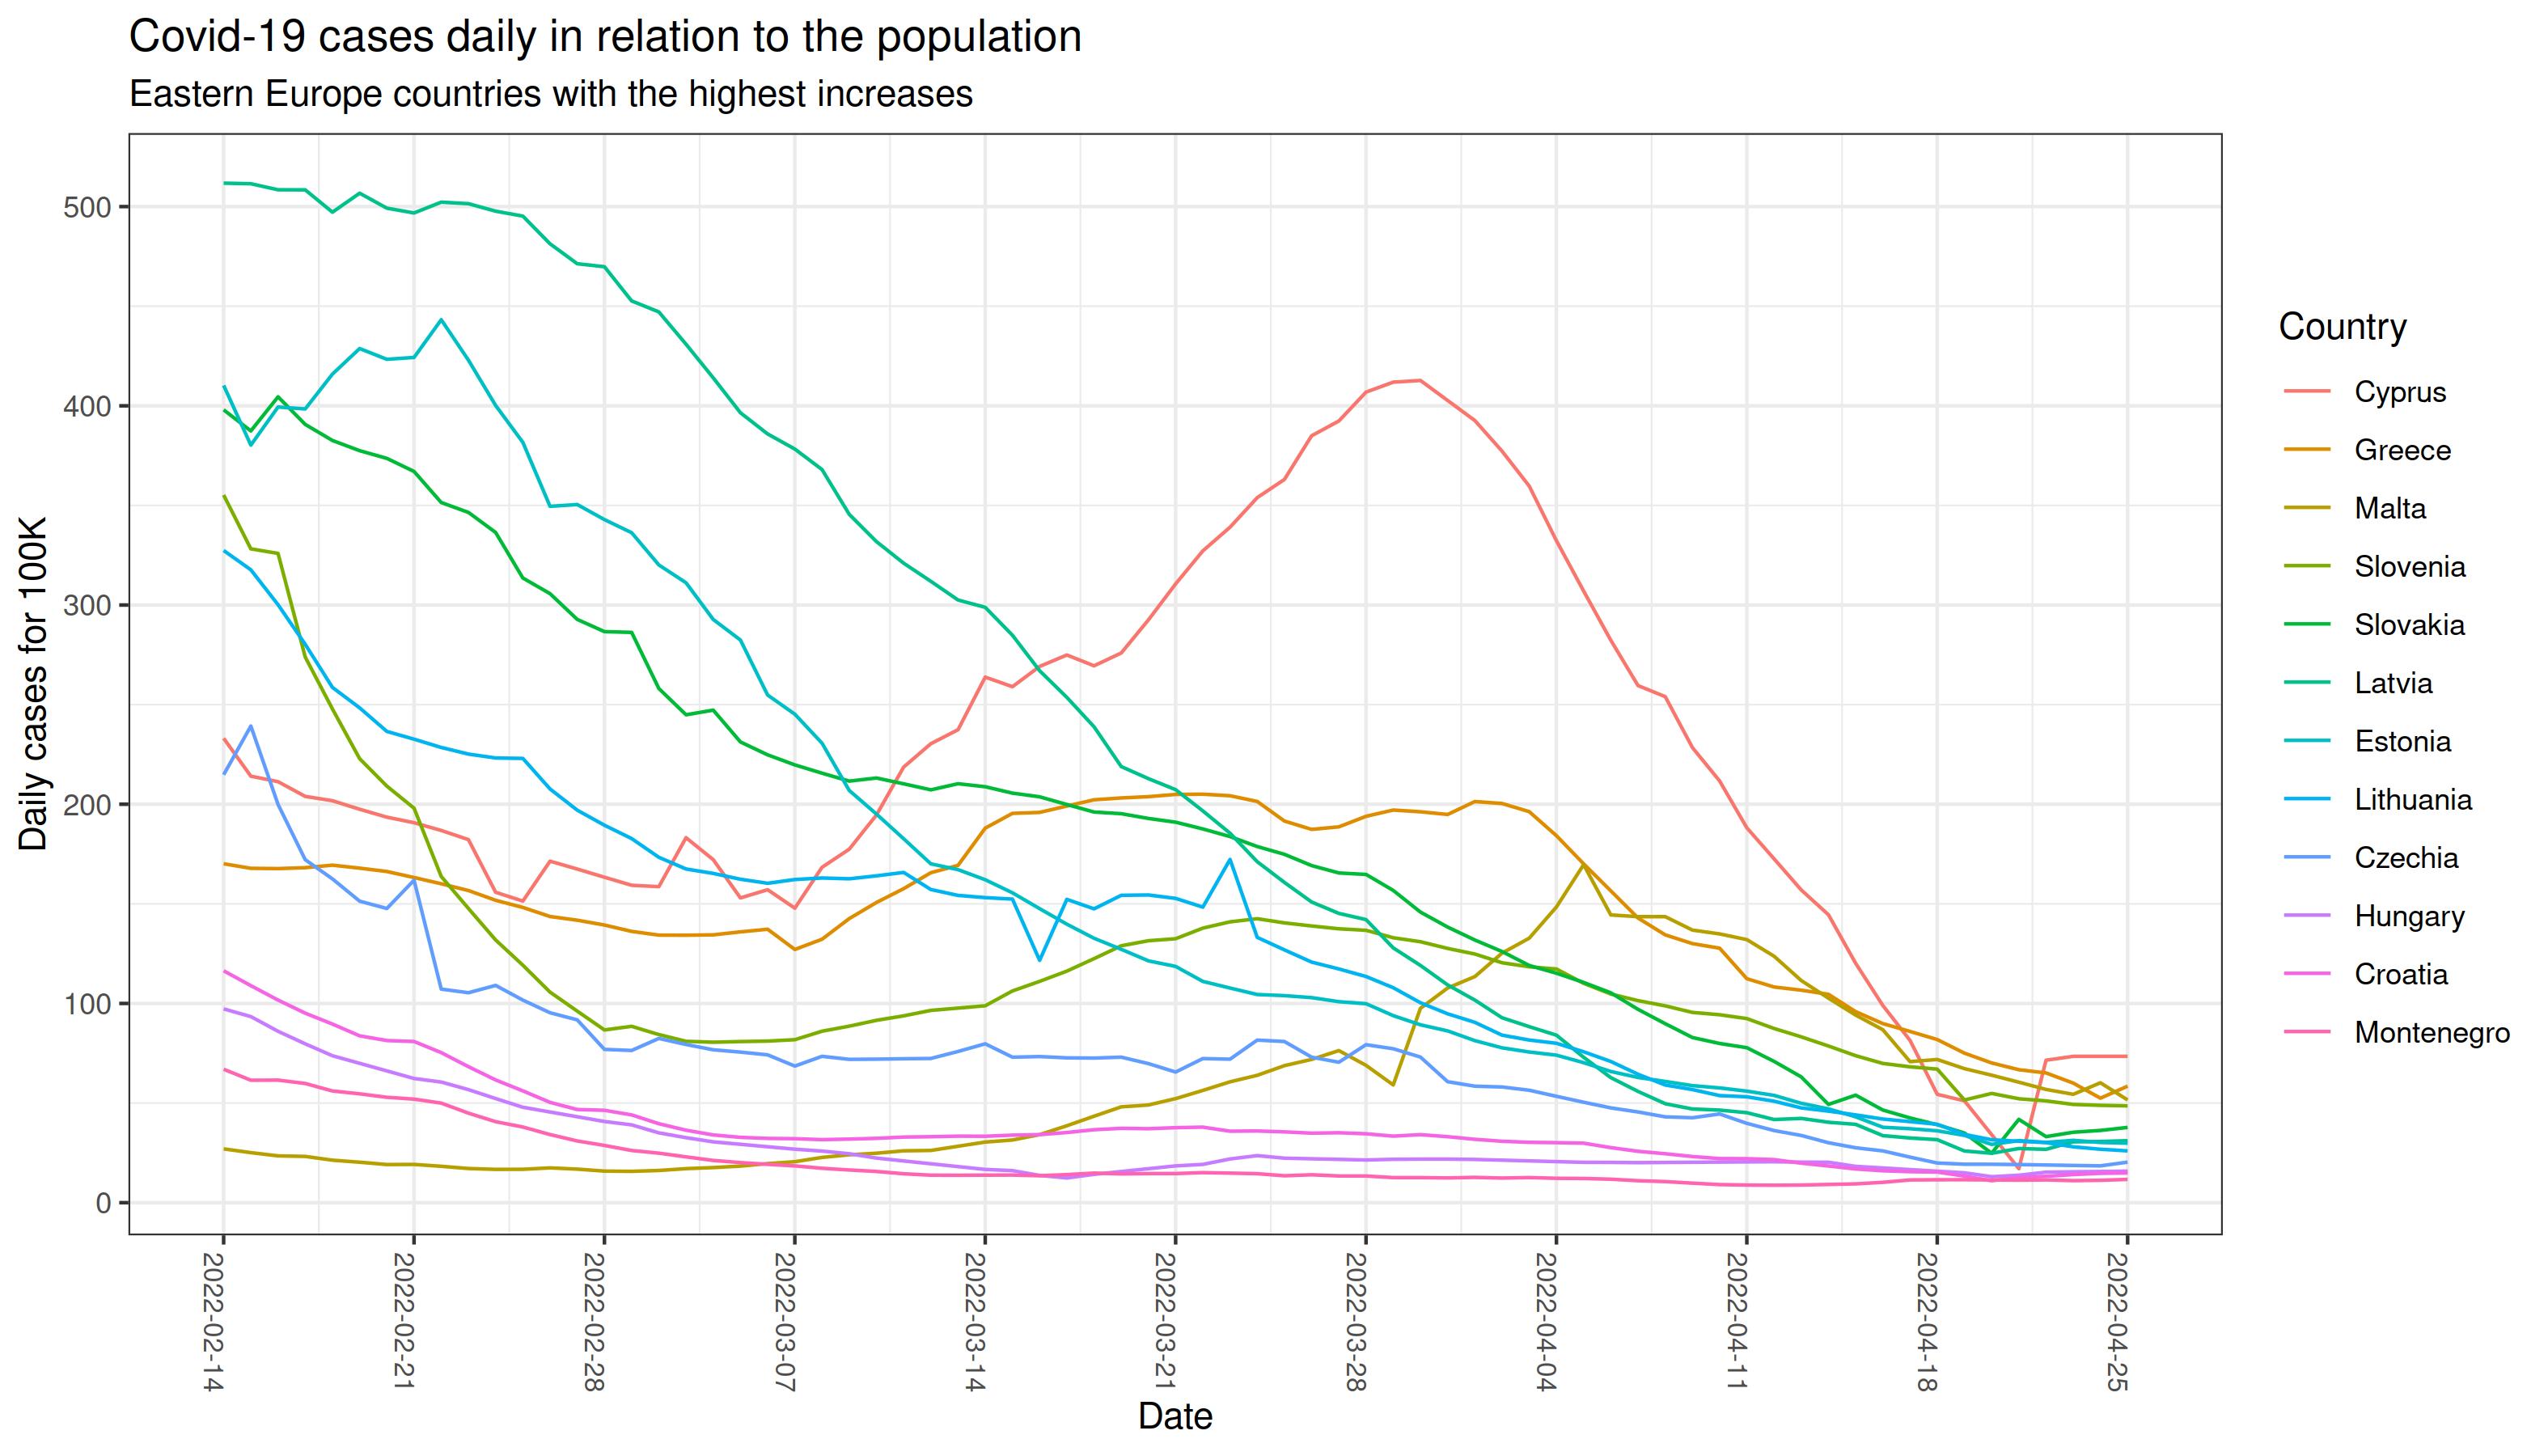 Covid-19 cases daily in relation to the population
Eastern Europe countries with the highest increases
Daily cases for 100K
500
400
300
200
100
0
2022-02-14
2022-02-21
2022-02-28
2022-03-07
2022-03-14
2022-03-21
2022-03-28
2022-04-04
2022-04-11
2022-04-18
2022-04-25
Date
Country
Cyprus
Greece
Malta
Slovenia
Slovakia
Latvia
Estonia
Lithuania
Czechia
Hungary
Croatia
Montenegro